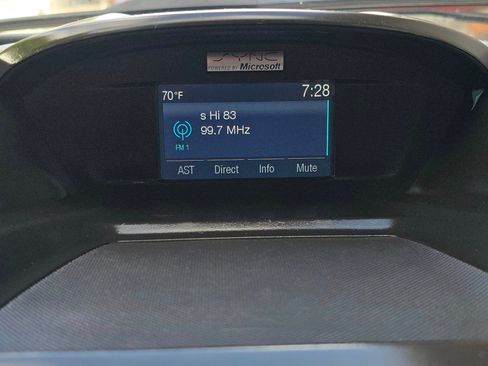 SYNC
POWERED BY Microsoft
70°F 7:28
s Hi 83
99.7 MHz
FM 1
AST Direct Info Mute